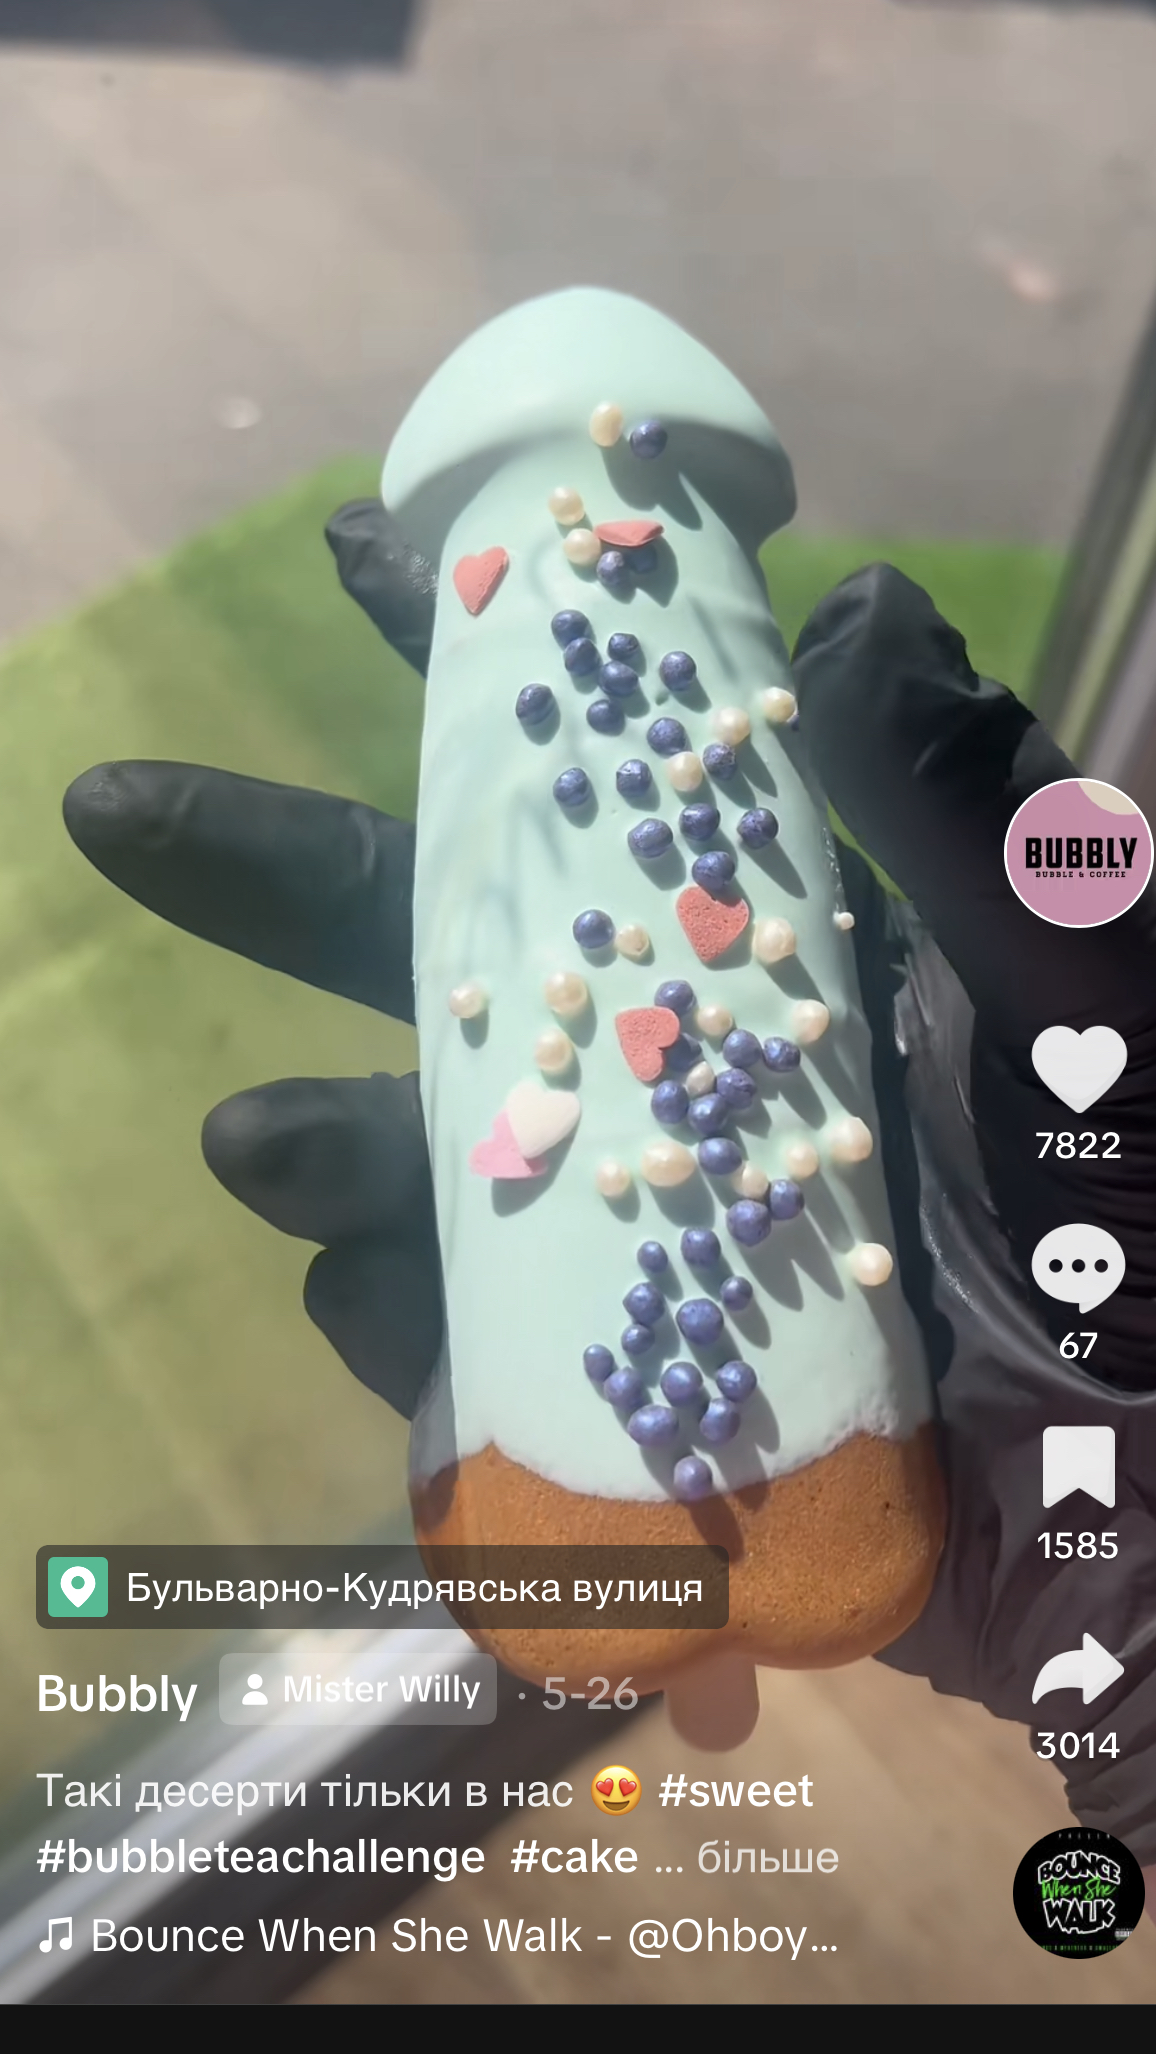 BUBBLY
BUBBLE & COFFEE
7822
67
1585
3014
Бульварно-Кудрявська вулиця
Bubbly Mister Willy · 5-26
Такі десерти тільки в нас 😍 #sweet
#bubbleteachallenge #cake ... більше
Bounce When She Walk - @Ohboy...
BOUNCE
When She
WALK